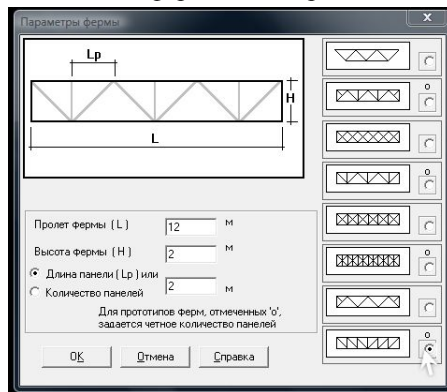 Параметры фермы
x
Lp
H
L
o
o
o
o
o
Пролет фермы ( L )
12
м
Высота фермы ( H )
2
м
Длина панели ( Lp ) или
Количество панелей
2
м
Для прототипов ферм, отмеченных 'o',
задается четное количество панелей
OK
Отмена
Справка